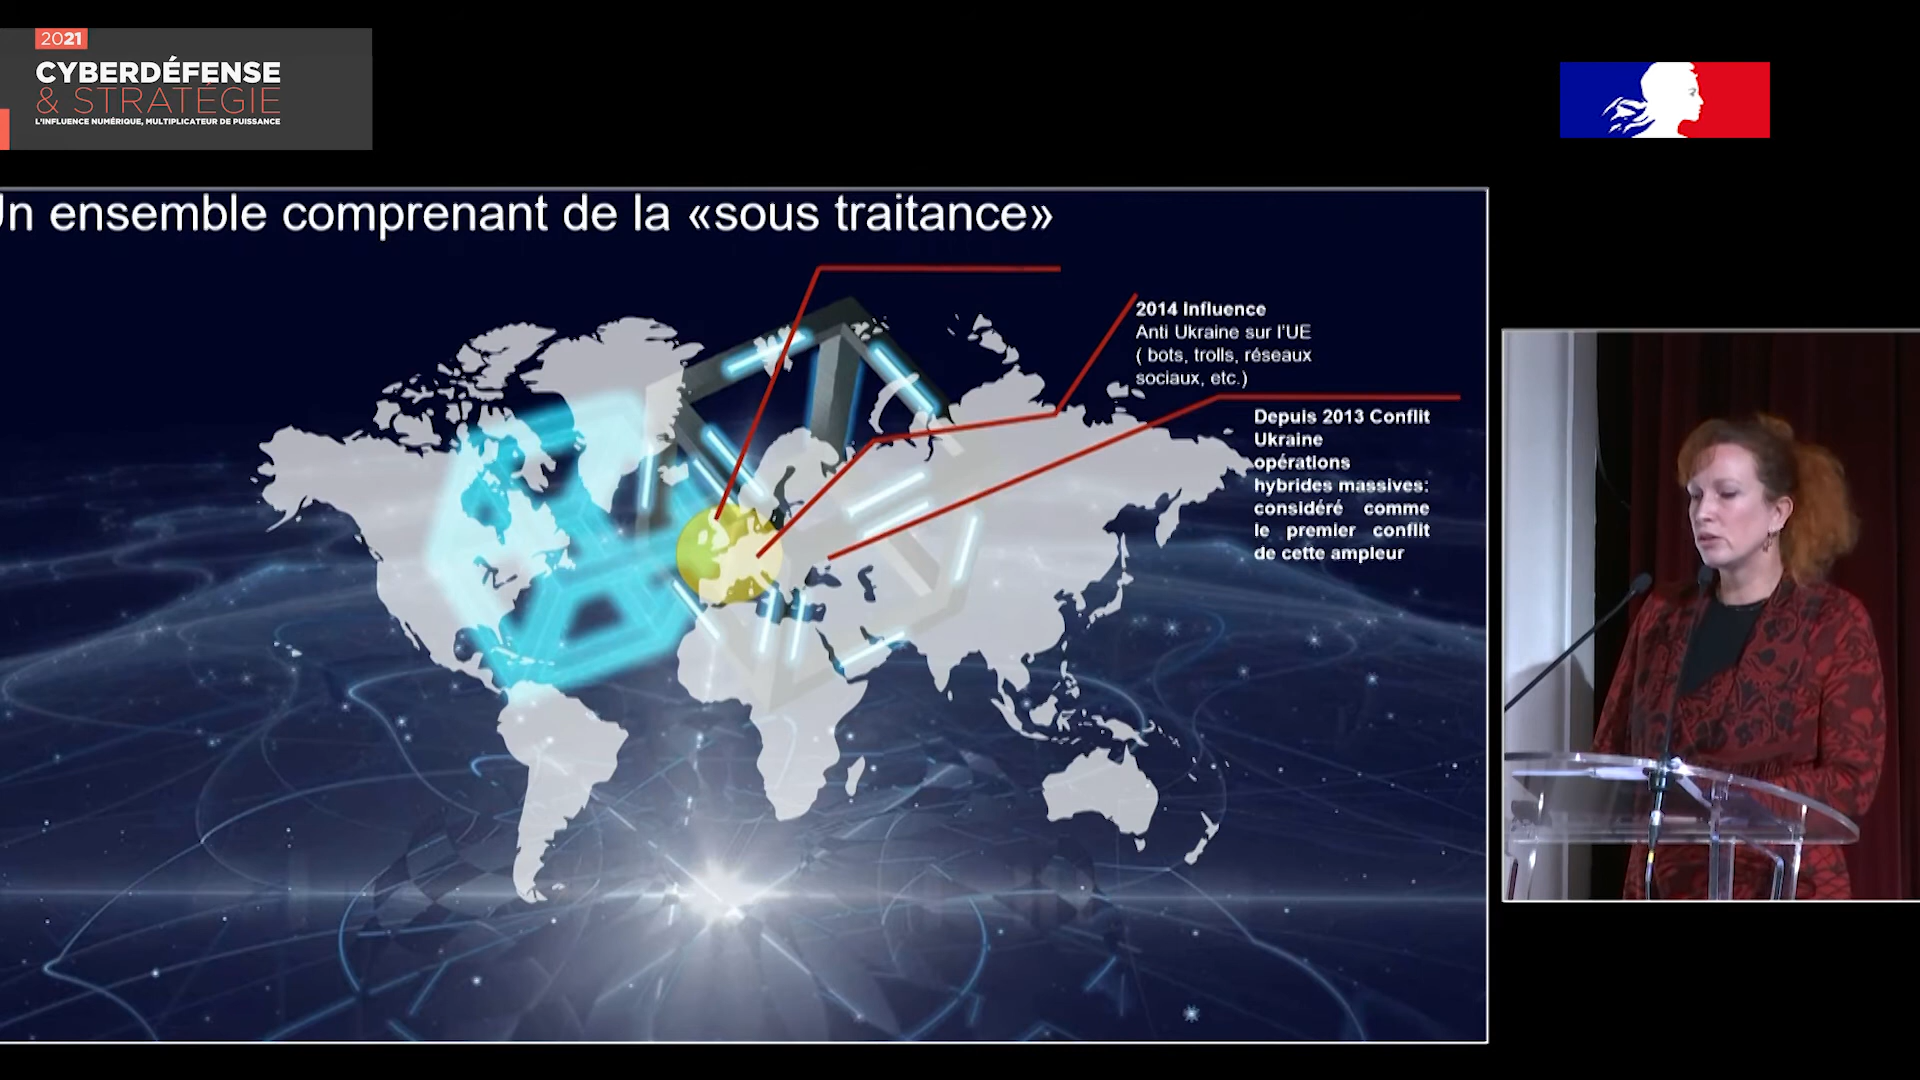 2021
CYBERDÉFENSE
& STRATÉGIE
L'INFLUENCE NUMÉRIQUE, MULTIPLICATEUR DE PUISSANCE
Un ensemble comprenant de la «sous traitance»
2014 Influence
Anti Ukraine sur l'UE
( bots, trolls, réseaux
sociaux, etc.)
Depuis 2013 Conflit
Ukraine
opérations
hybrides massives:
considéré comme
le premier conflit
de cette ampleur